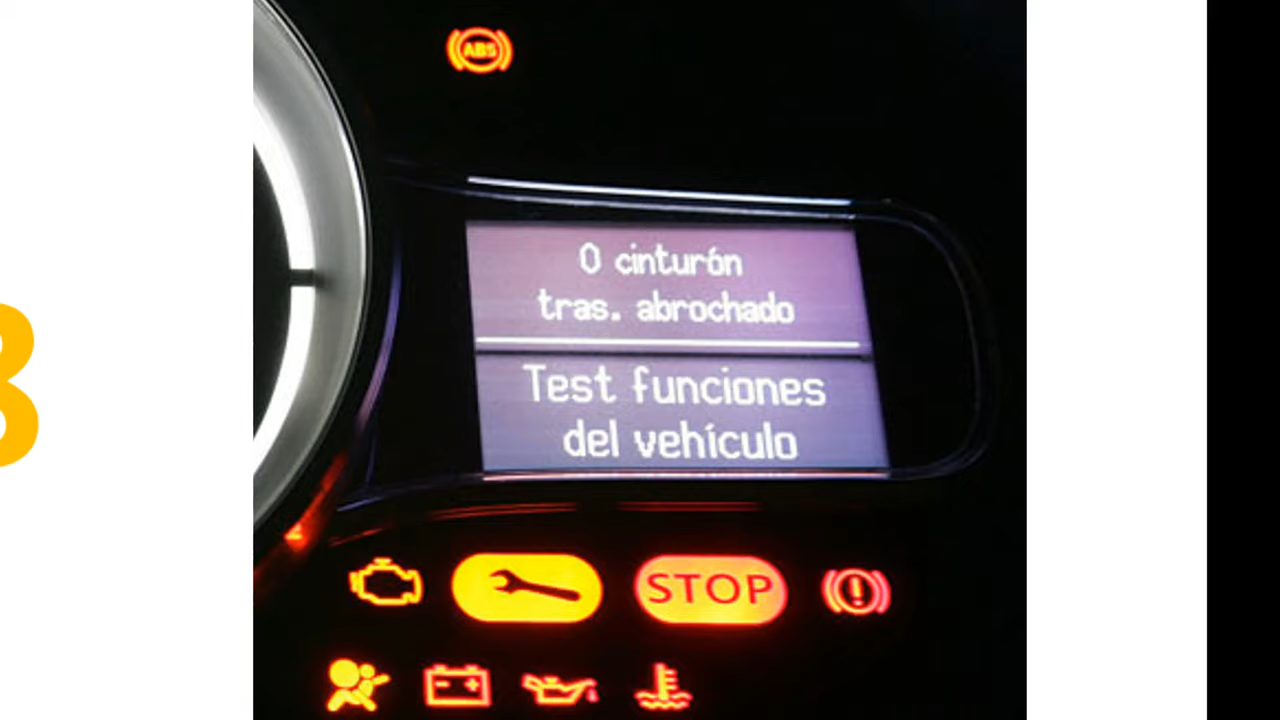 ABS
0 cinturón
tras. abrochado
Test funciones
del vehículo
STOP